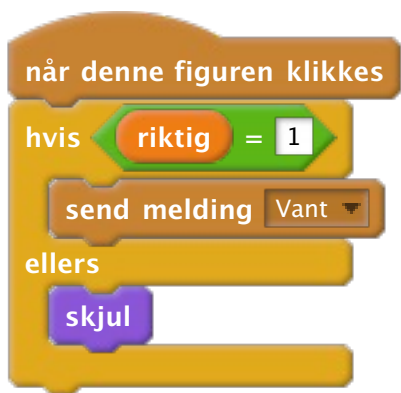 når denne figuren klikkes
hvis riktig = 1
send melding Vant
ellers
skjul